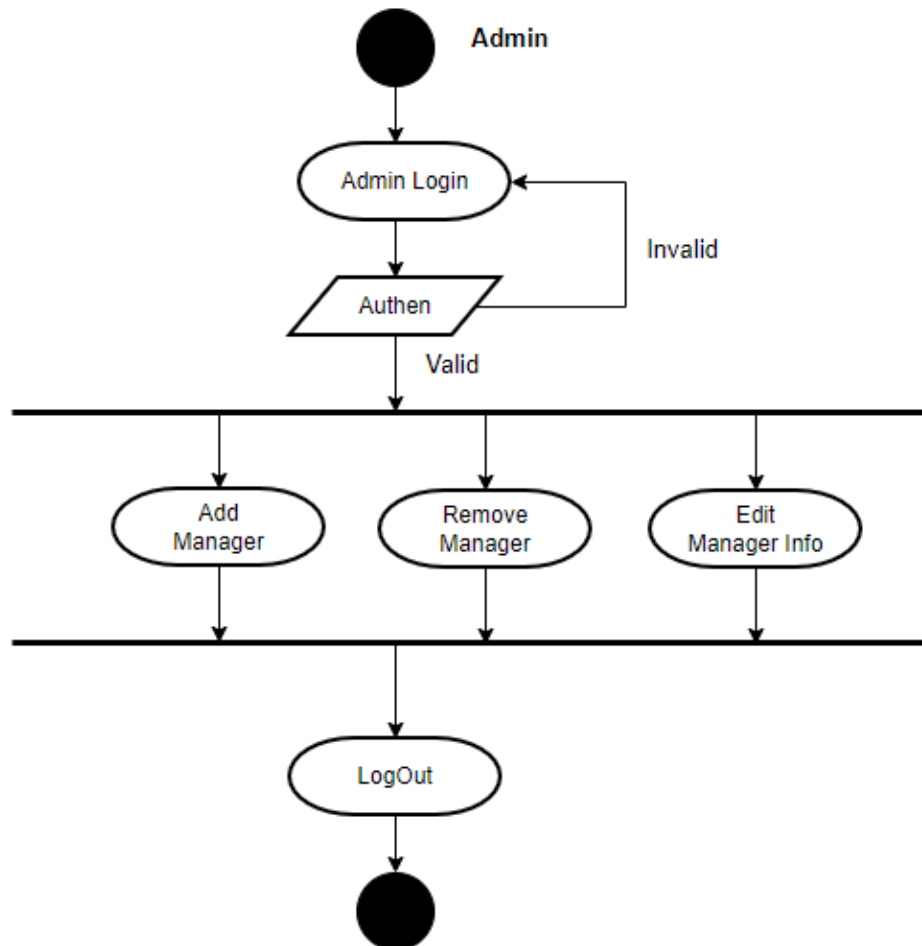 Admin
Admin Login
Invalid
Authen
Valid
Add
Manager
Remove
Manager
Edit
Manager Info
LogOut